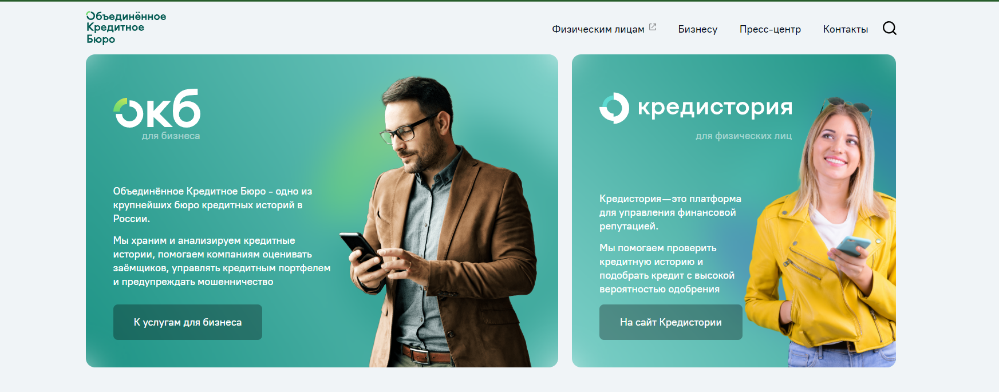 Объединённое
Кредитное
Бюро
Физическим лицам
Бизнесу
Пресс-центр
Контакты
окб
для бизнеса
Объединённое Кредитное Бюро - одно из
крупнейших бюро кредитных историй в
России.
Мы храним и анализируем кредитные
истории, помогаем компаниям оценивать
заёмщиков, управлять кредитным портфелем
и предупреждать мошенничество
К услугам для бизнеса
кредистория
для физических лиц
Кредистория—это платформа
для управления финансовой
репутацией.
Мы помогаем проверить
кредитную историю и
подобрать кредит с высокой
вероятностью одобрения
На сайт Кредистории